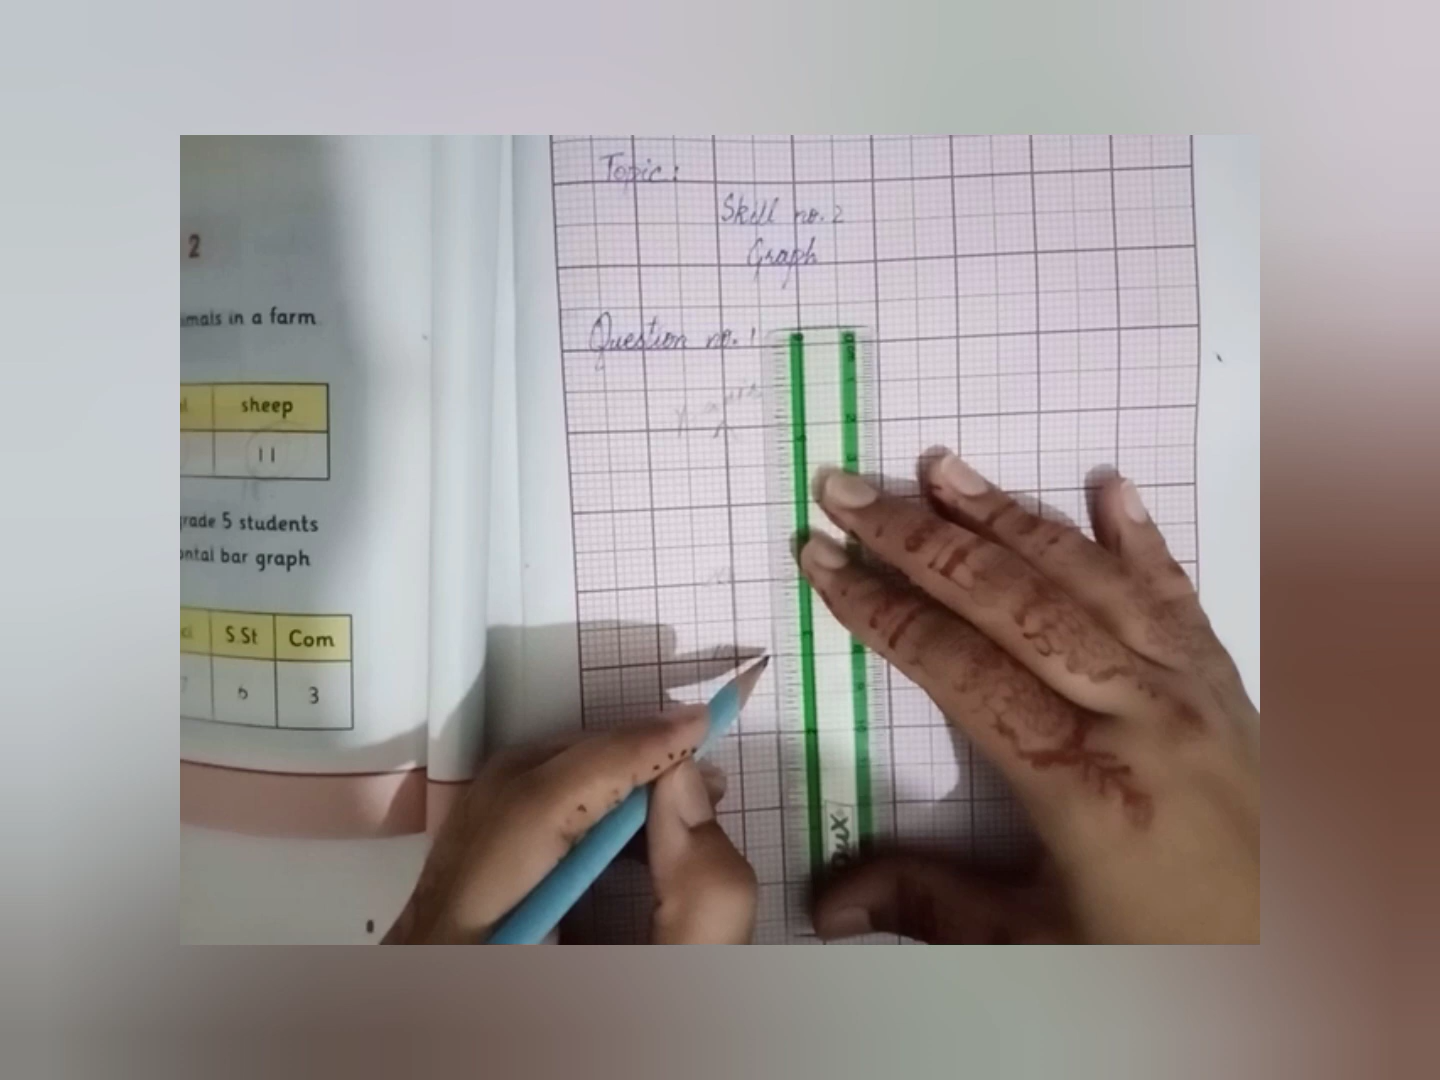 2
imals in a farm
sheep
11
rade 5 students
ontal bar graph
S.St Com
3
Topic:
Skill no. 2
Graph
Question no. 1